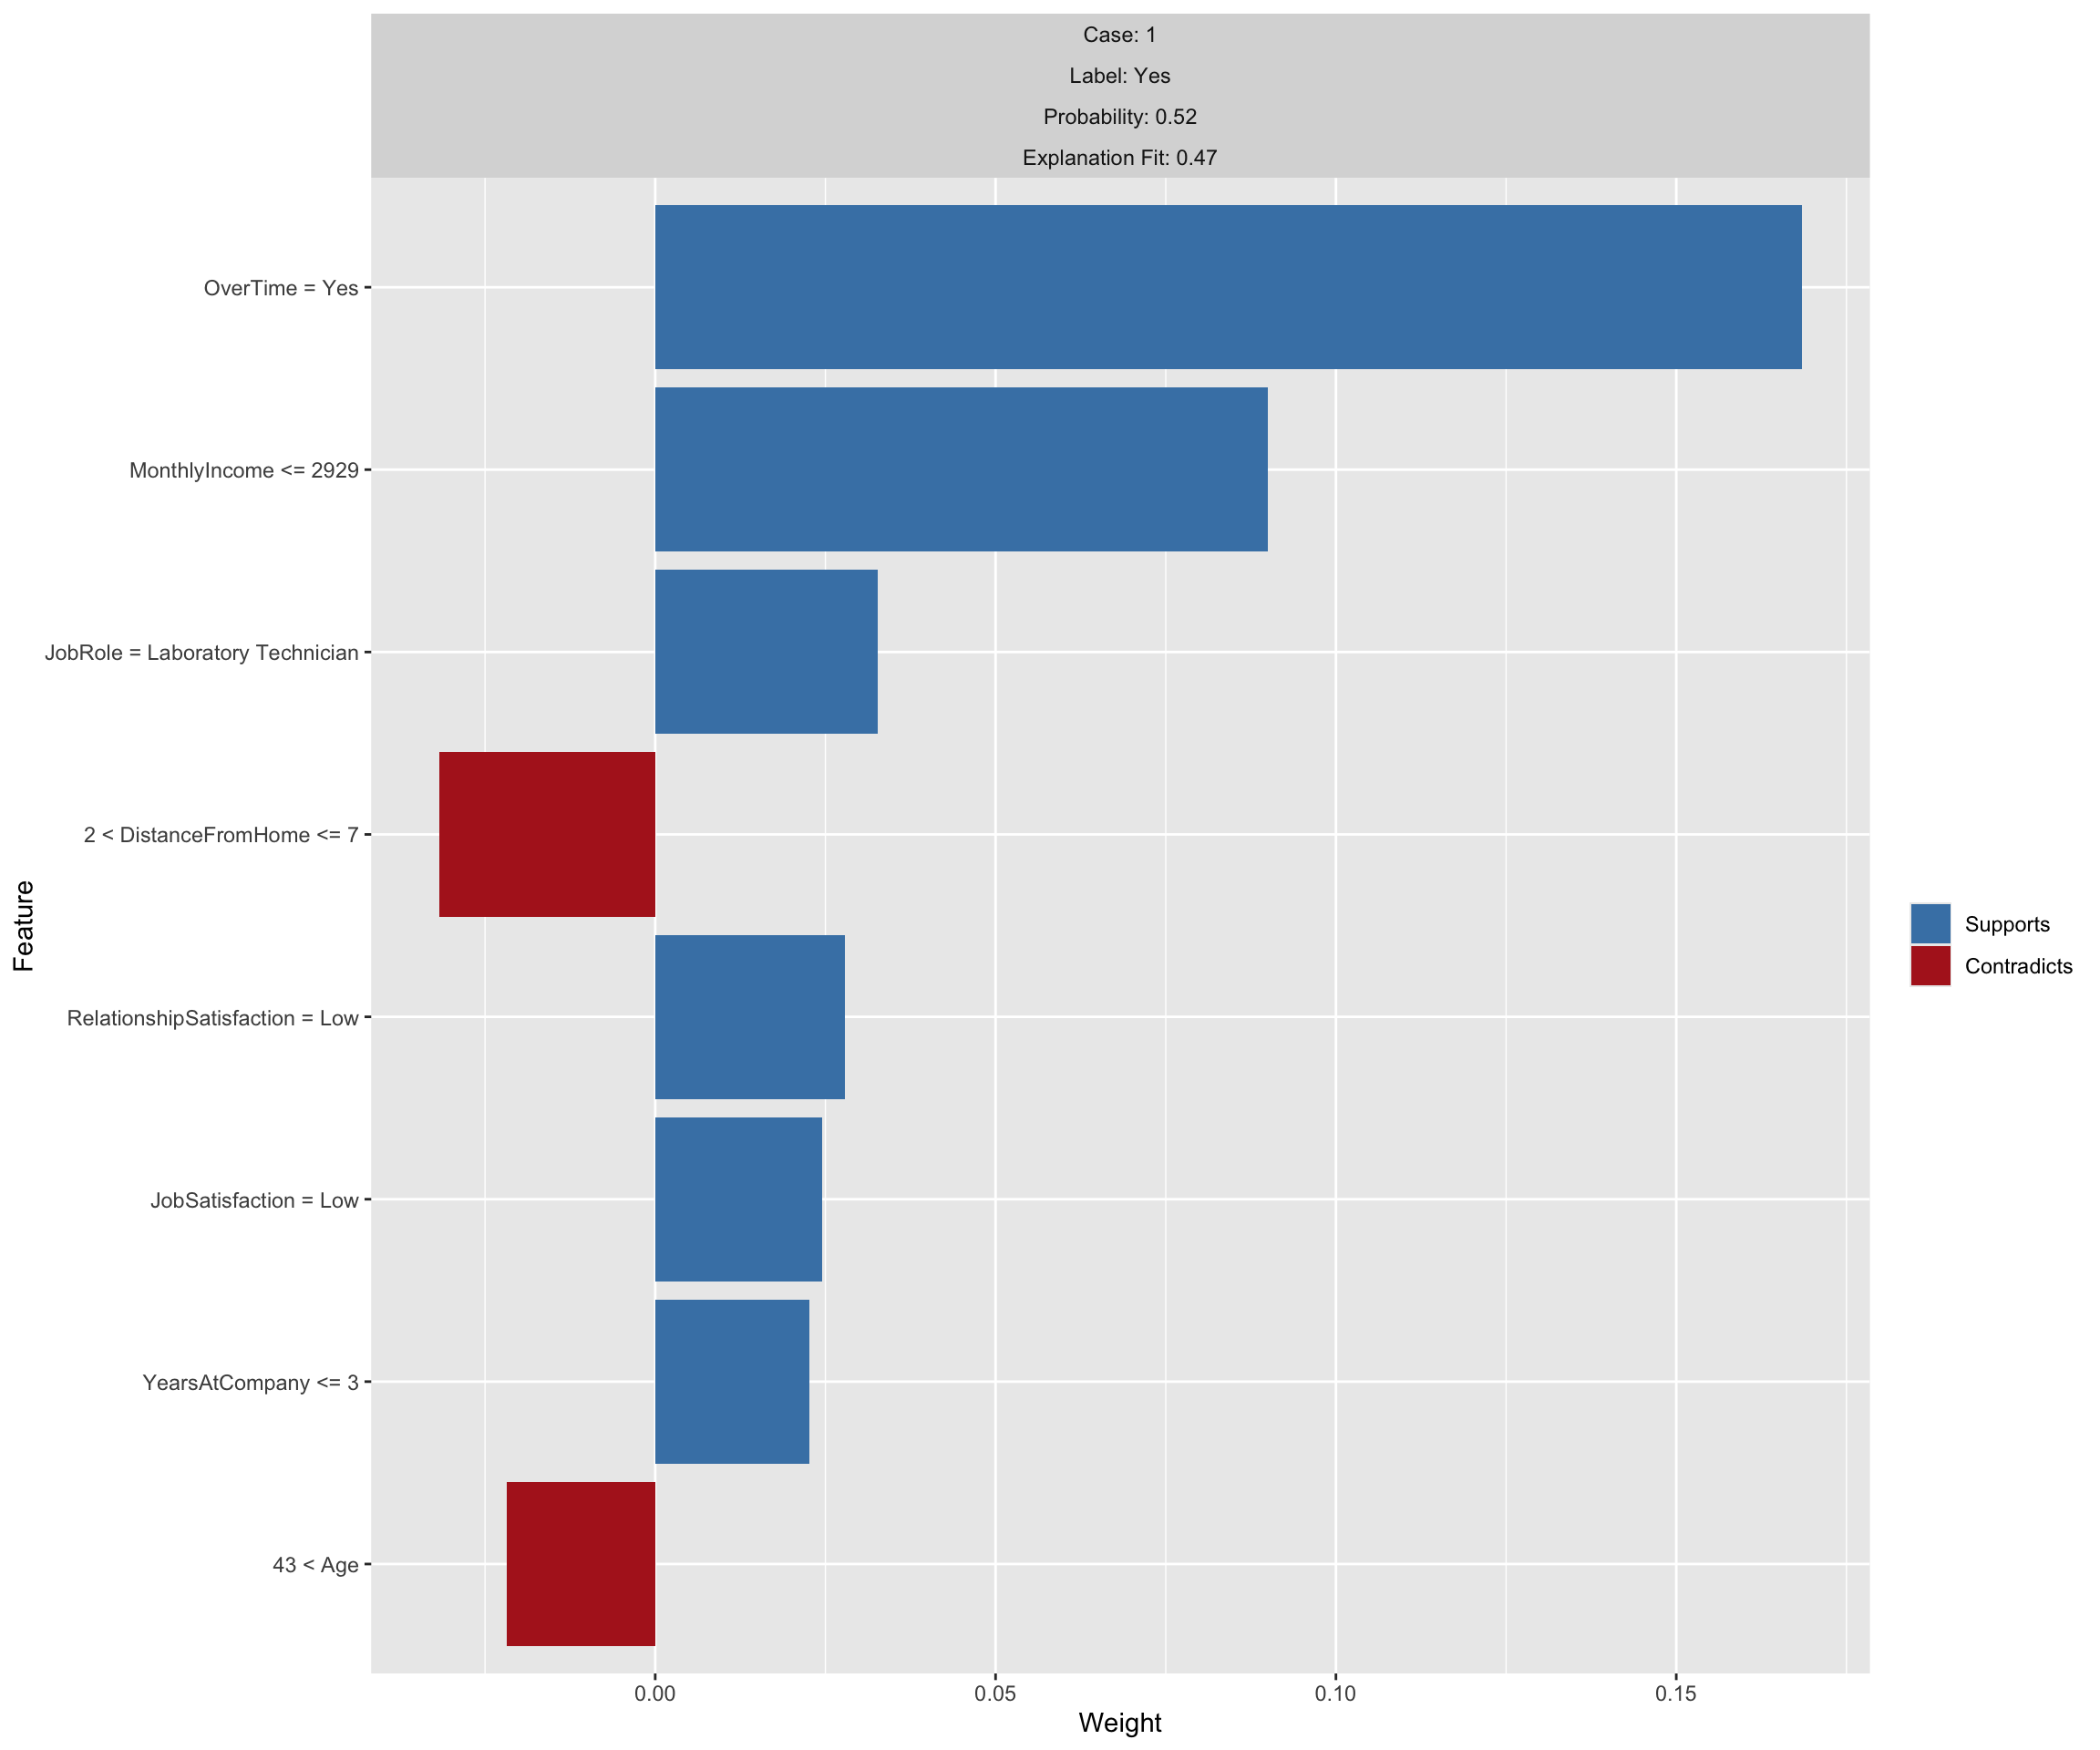 Case: 1
Label: Yes
Probability: 0.52
Explanation Fit: 0.47
OverTime = Yes
MonthlyIncome <= 2929
JobRole = Laboratory Technician
2 < DistanceFromHome <= 7
RelationshipSatisfaction = Low
JobSatisfaction = Low
YearsAtCompany <= 3
43 < Age
Feature
0.00 0.05 0.10 0.15
Weight
Supports
Contradicts